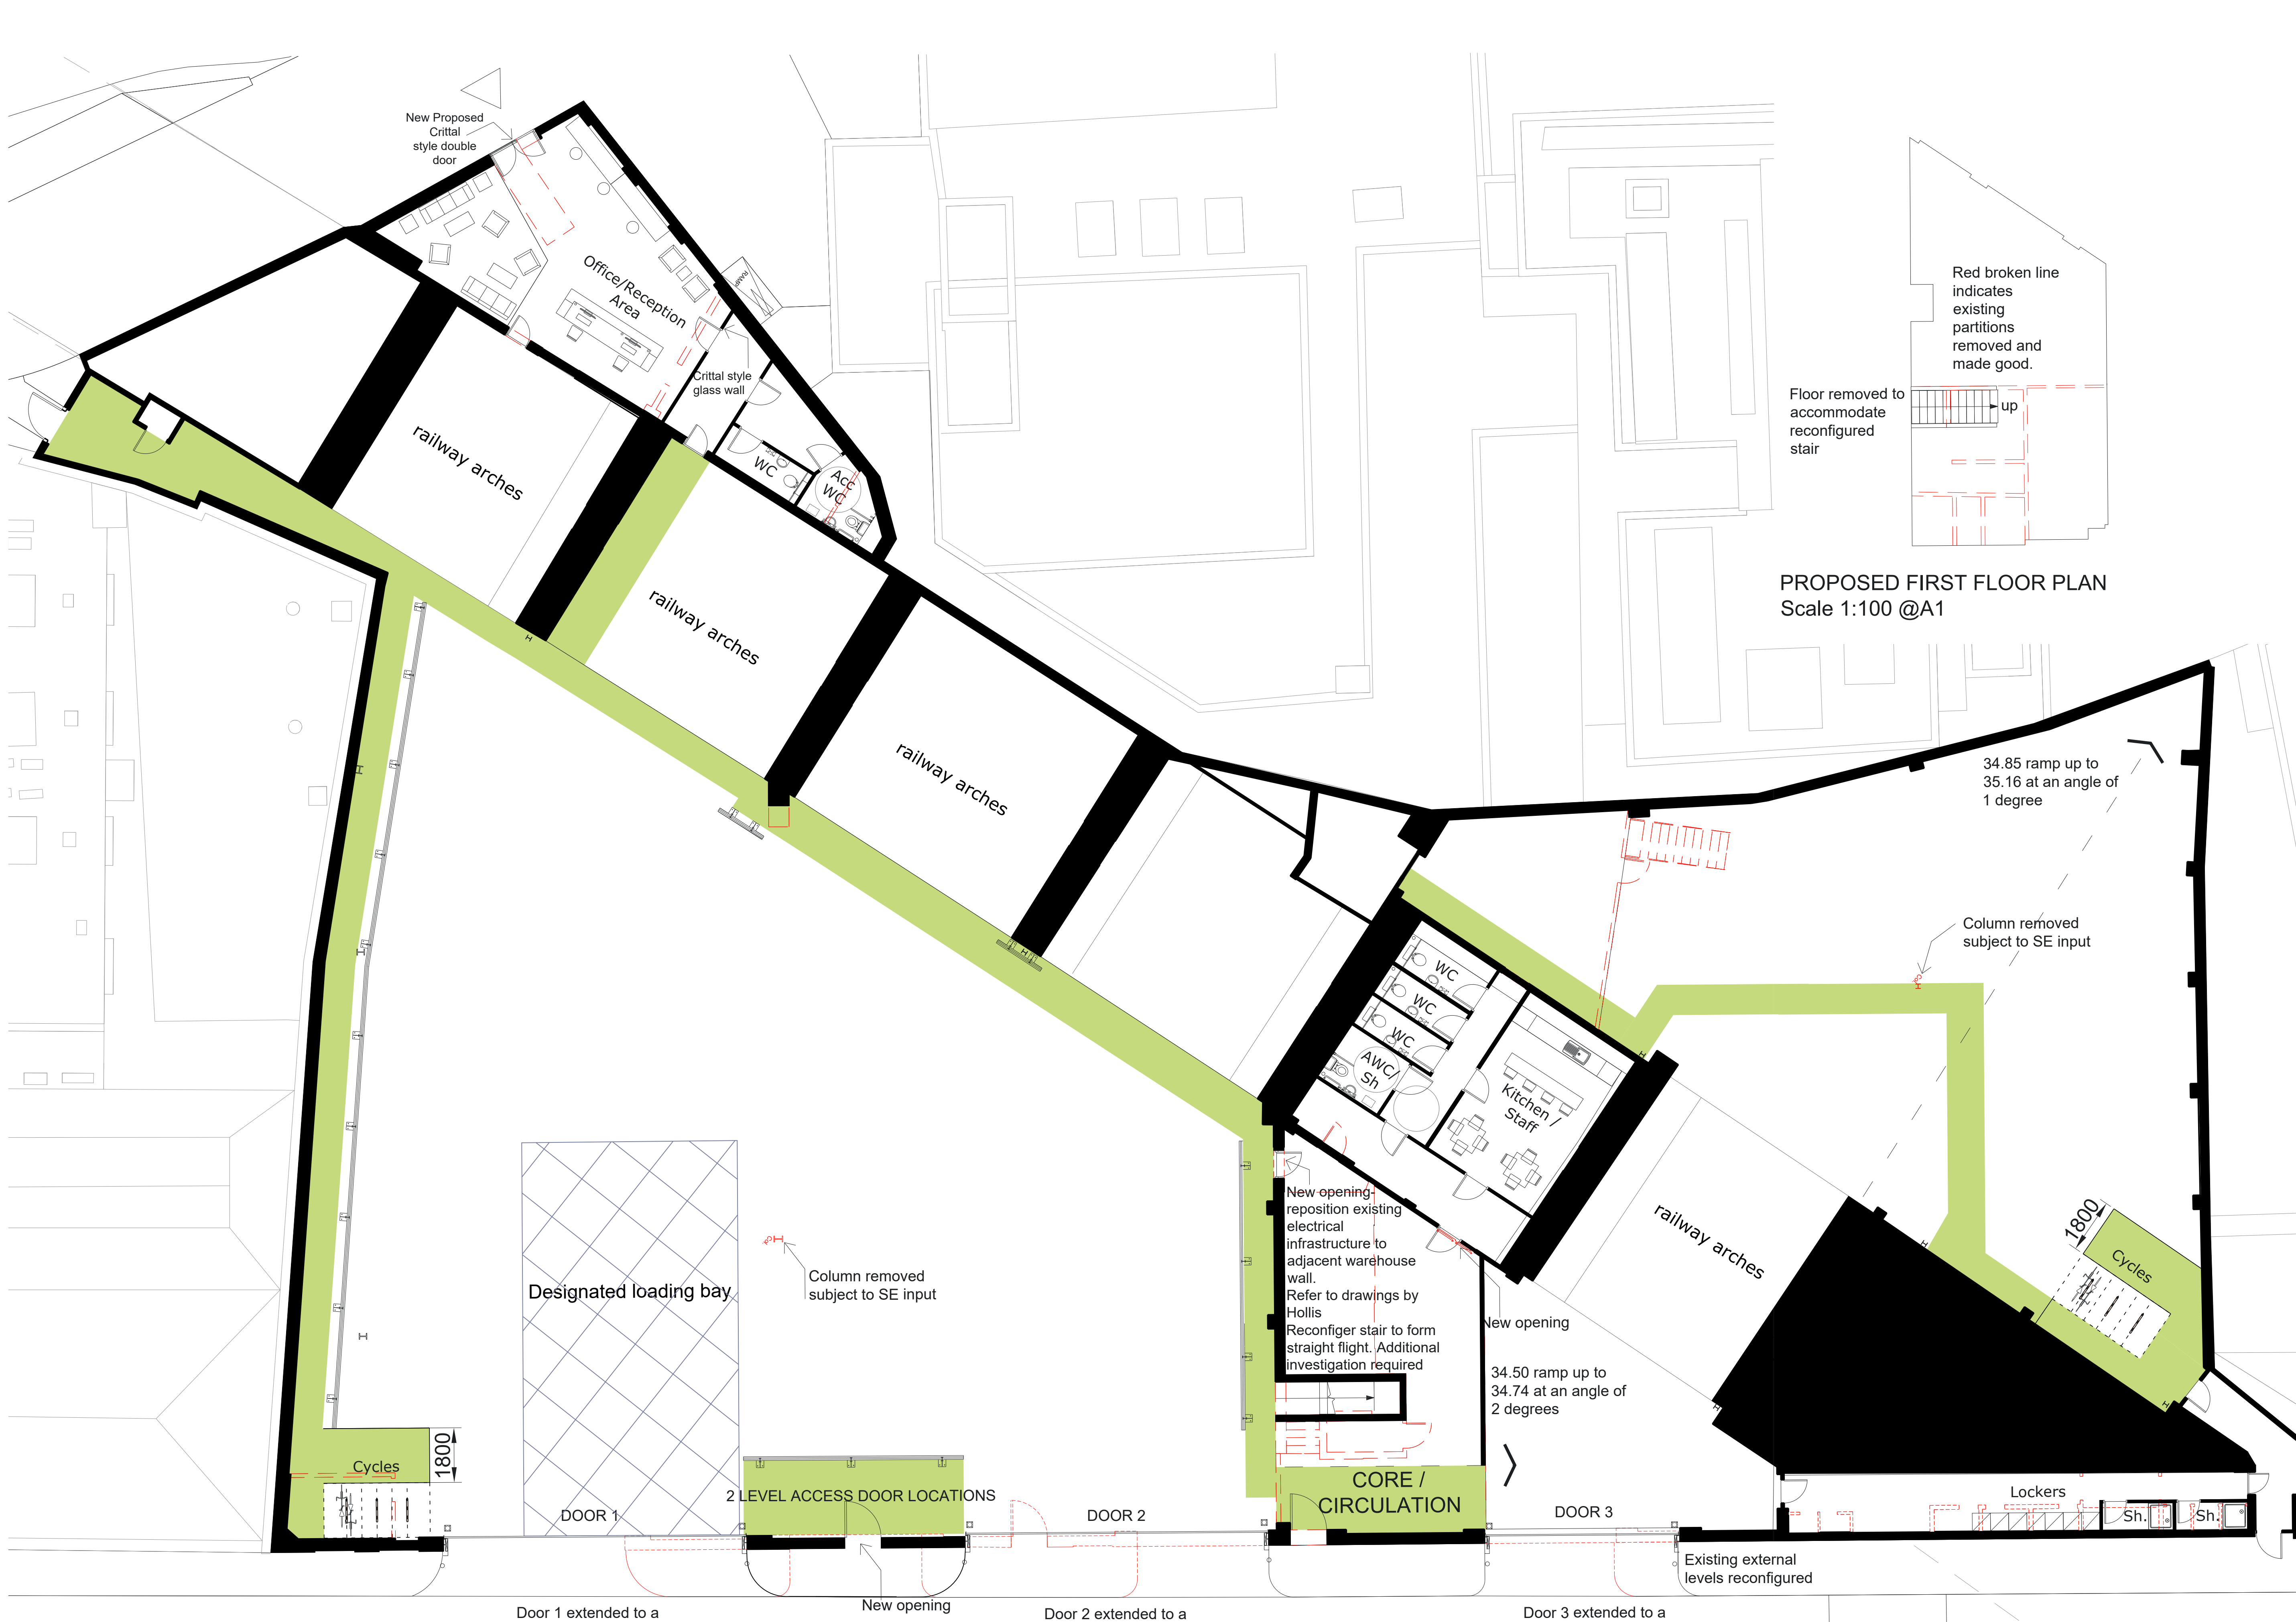 New Proposed
Crittal
style double
door
Office/Reception
Area
RAMP
Crittal style
glass wall
WC
Acc
WC
railway arches
railway arches
railway arches
Red broken line
indicates
existing
partitions
removed and
made good.
Floor removed to
accommodate
reconfigured
stair
up
PROPOSED FIRST FLOOR PLAN
Scale 1:100 @A1
34.85 ramp up to
35.16 at an angle of
1 degree
Column removed
subject to SE input
WC
WC
WC
AWC/
Sh
Kitchen /
Staff
railway arches
1800
Cycles
New opening-
reposition existing
electrical
infrastructure to
adjacent warehouse
wall.
Refer to drawings by
Hollis
Reconfiger stair to form
straight flight. Additional
investigation required
New opening
34.50 ramp up to
34.74 at an angle of
2 degrees
Designated loading bay
Column removed
subject to SE input
Cycles
1800
2 LEVEL ACCESS DOOR LOCATIONS
DOOR 1
DOOR 2
CORE /
CIRCULATION
DOOR 3
Lockers
Sh.
Sh.
Existing external
levels reconfigured
New opening
Door 1 extended to a
Door 2 extended to a
Door 3 extended to a